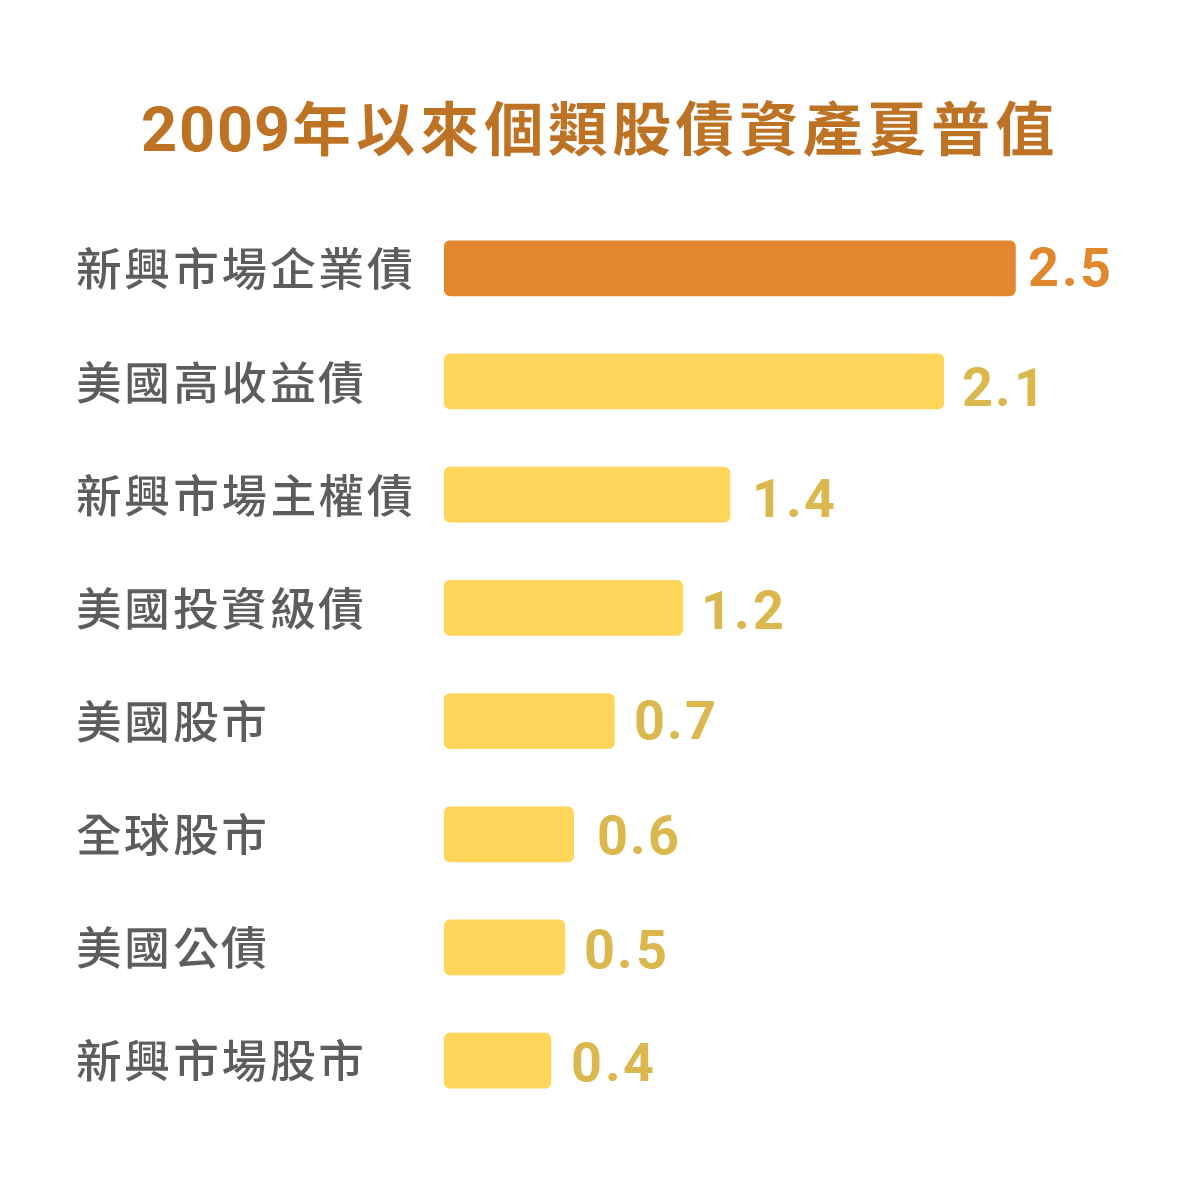 2009年以來個類股債資產夏普值
新興市場企業債 2.5
美國高收益債 2.1
新興市場主權債 1.4
美國投資級債 1.2
美國股市 0.7
全球股市 0.6
美國公債 0.5
新興市場股市 0.4